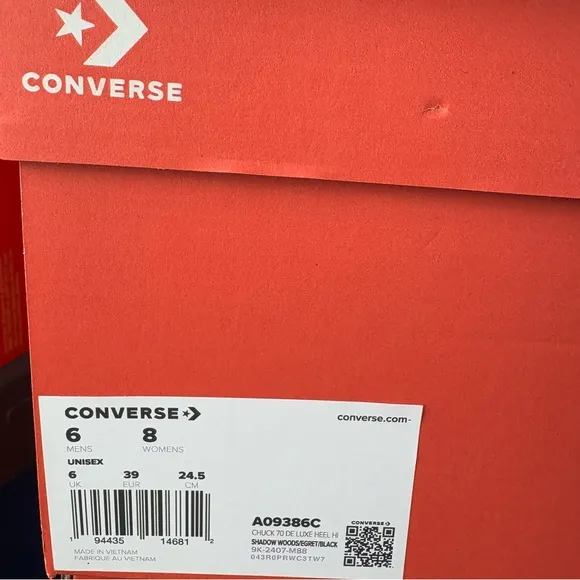 CONVERSE
CONVERSE
converse.com
6 8
MENS WOMENS
UNISEX
6 39 24.5
UK EUR CM
1 94435 14681 2
MADE IN VIETNAM
FABRIQUE AU VIETNAM
A09386C
CHUCK 70 DE LUXE HEEL HI
SHADOW WOODS/EGRET/BLACK
9K-2407-M88
043R0PRWC3TW7
CONVERSE